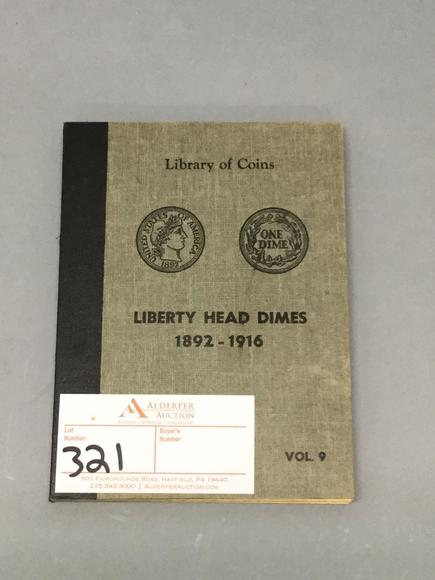 Library of Coins
UNITED STATES OF AMERICA
1892
ONE
DIME
LIBERTY HEAD DIMES
1892 - 1916
A
ALDERFER
AUCTION
Lot
Number:
Buyer's
Number
321
501 FAIRGROUNDS ROAD, HATFIELD, PA 19440
215.393.3000 | ALDERFERAUCTION.COM
VOL. 9